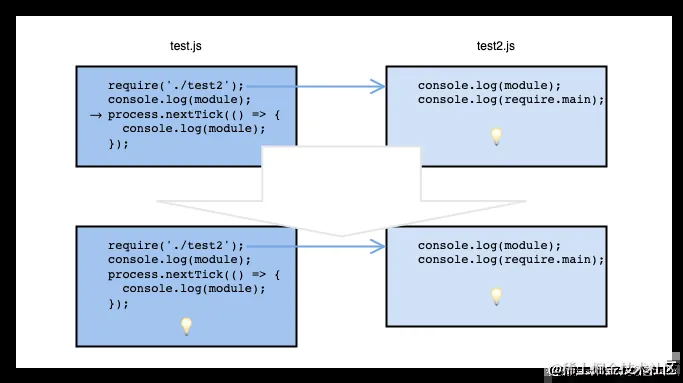 test.js test2.js
require('./test2');
console.log(module);
→ process.nextTick(() => {
console.log(module);
});
console.log(module);
console.log(require.main);
require('./test2');
console.log(module);
process.nextTick(() => {
console.log(module);
});
console.log(module);
console.log(require.main);
@稀土掘金技术社区